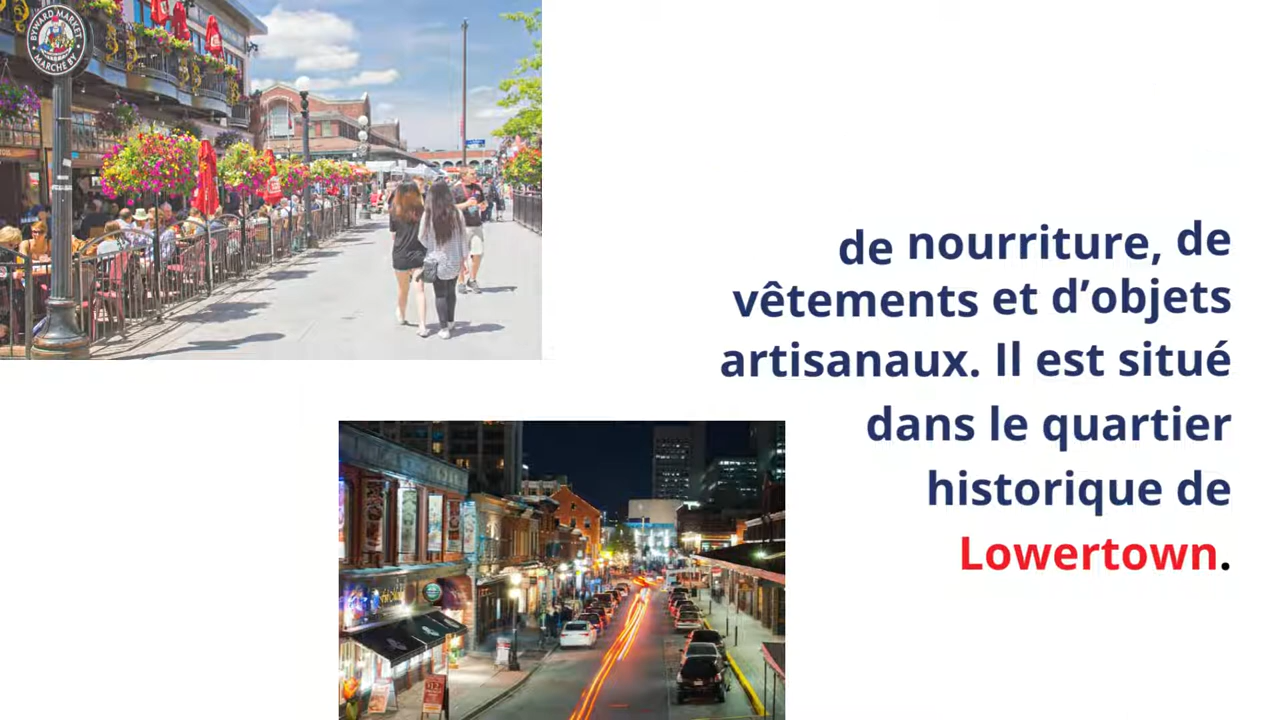 BYWARD MARKET
MARCHÉ BY
de nourriture, de
vêtements et d’objets
artisanaux. Il est situé
dans le quartier
historique de
Lowertown.